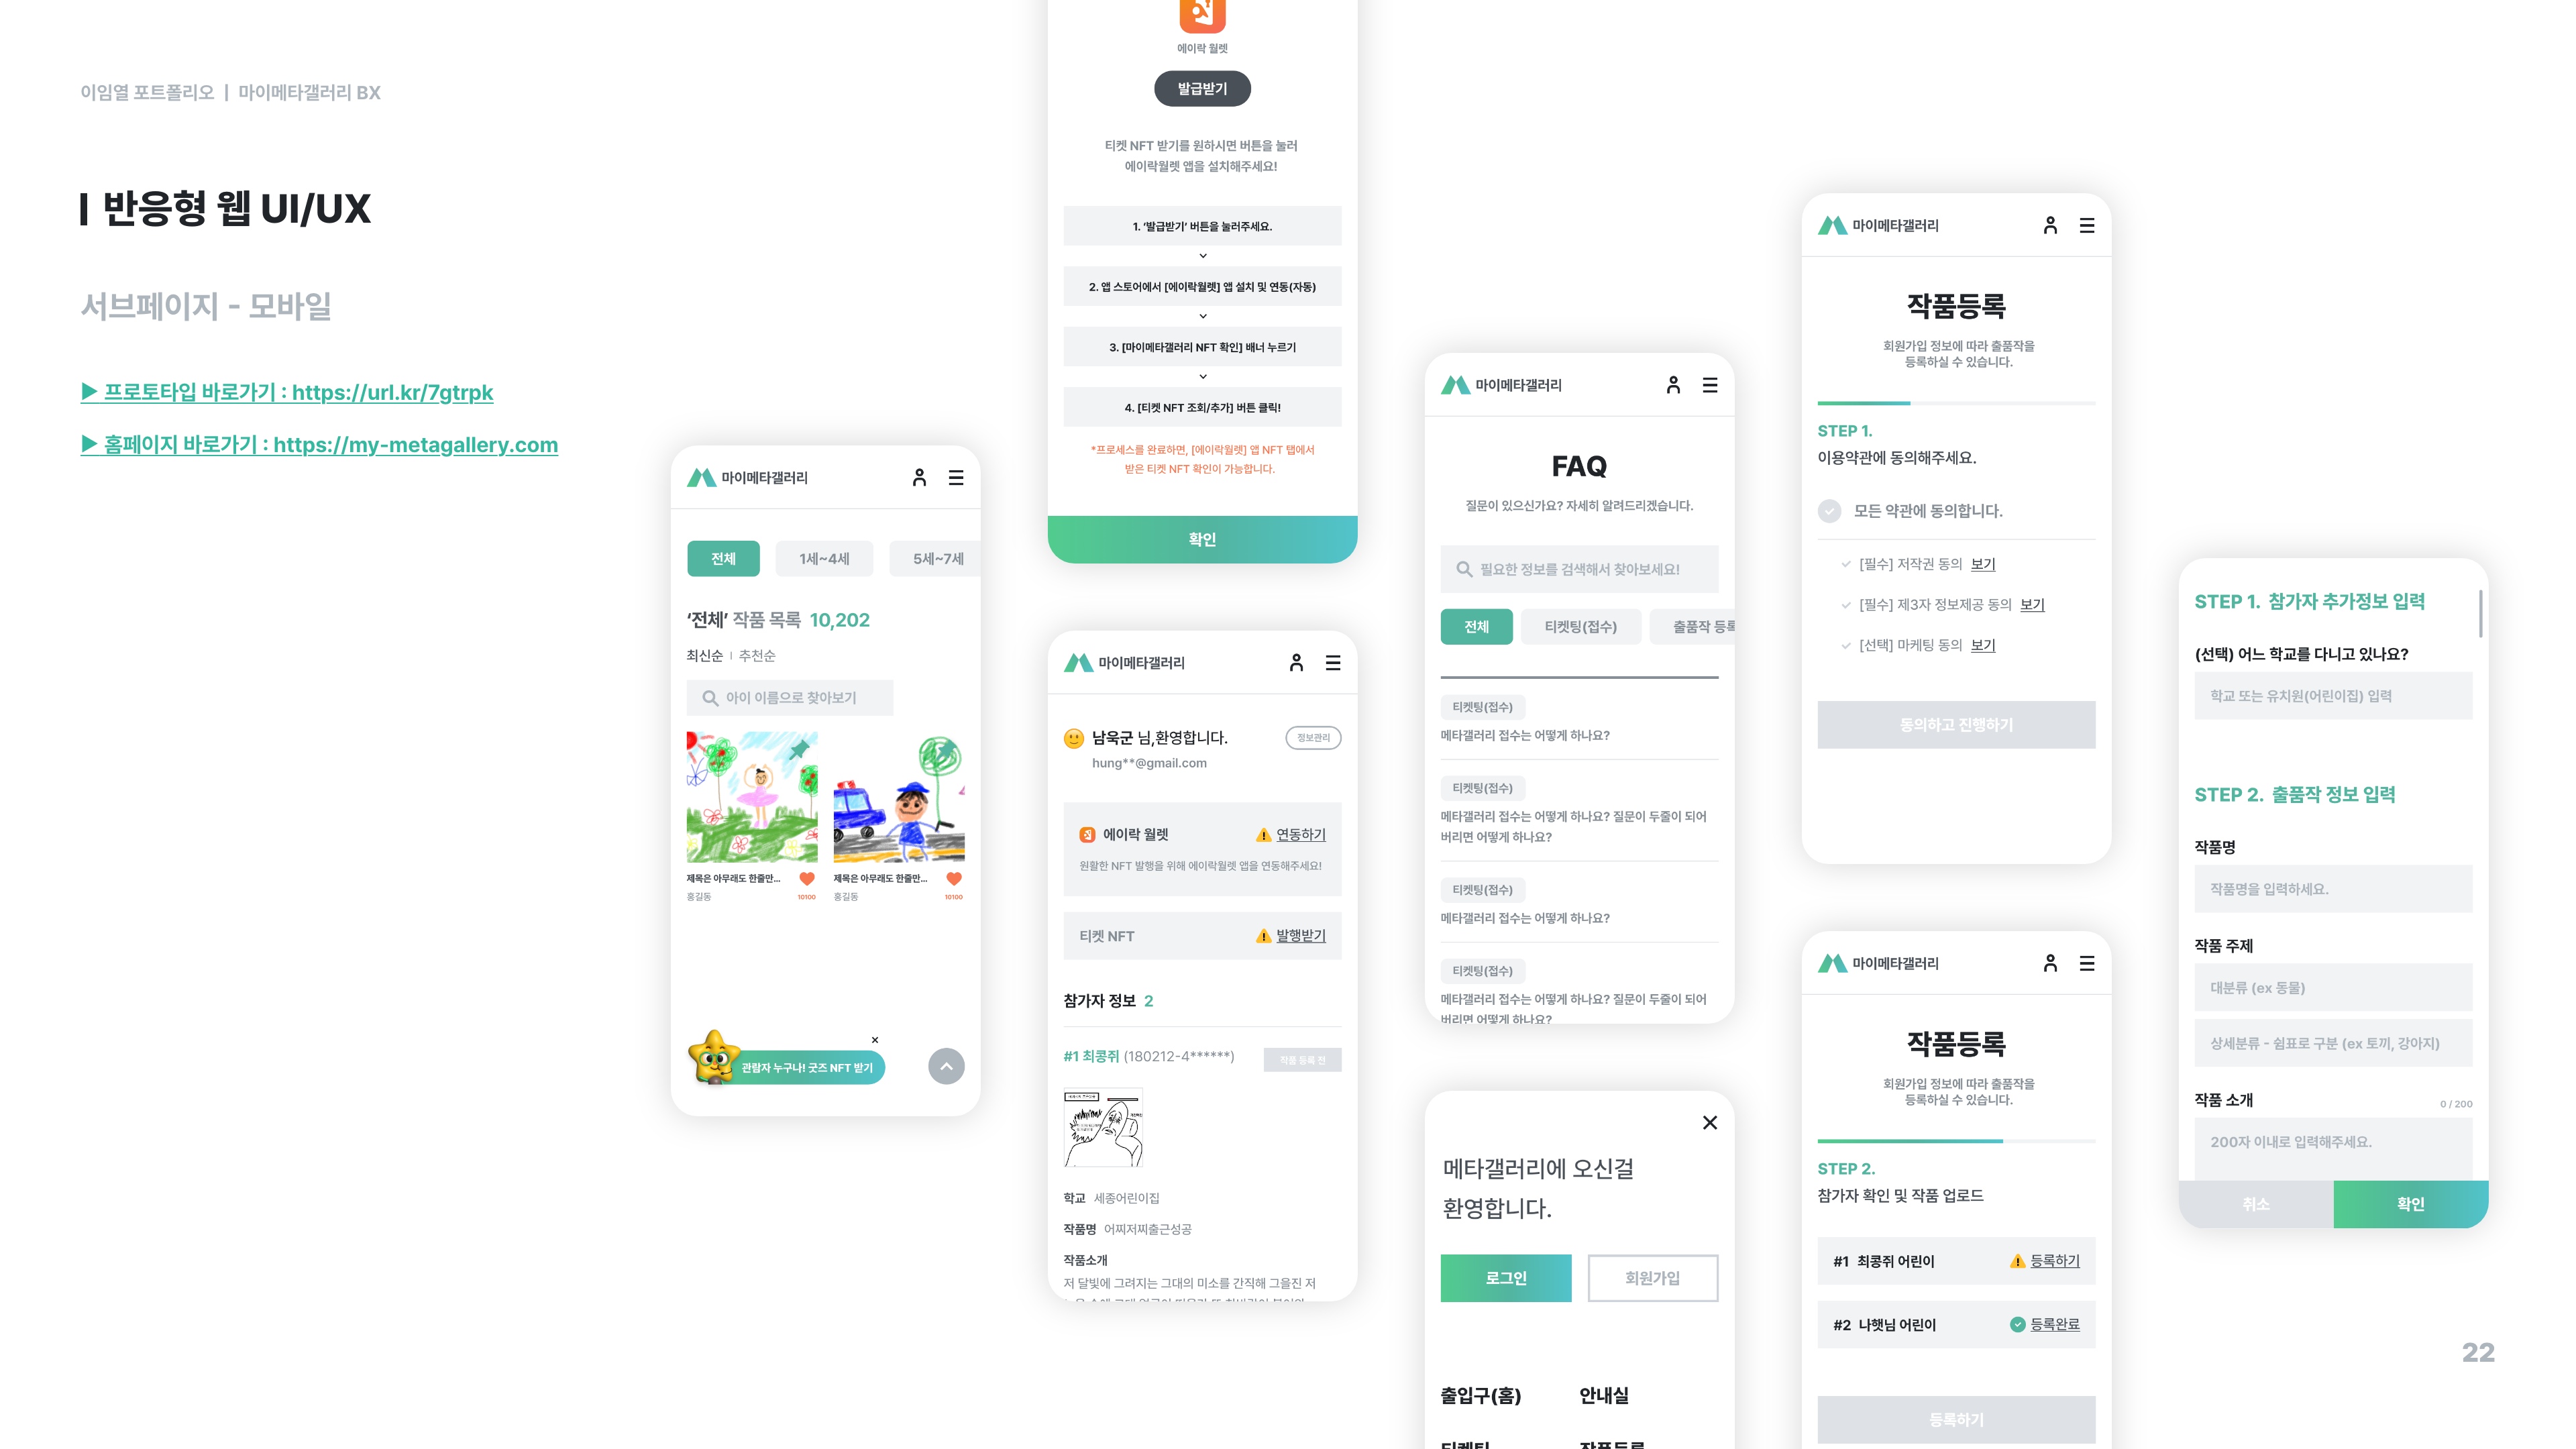 이임열 포트폴리오 | 마이메타갤러리 BX
반응형 웹 UI/UX
서브페이지 - 모바일
▶ 프로토타입 바로가기 : https://url.kr/7gtrpk
▶ 홈페이지 바로가기 : https://my-metagallery.com
마이메타갤러리
전체
1세~4세
5세~7세
‘전체’ 작품 목록 10,202
최신순 | 추천순
아이 이름으로 찾아보기
제목은 아무래도 한줄만...
홍길동
10100
제목은 아무래도 한줄만...
홍길동
10100
관람자 누구나! 굿즈 NFT 받기
에이락 월렛
발급받기
티켓 NFT 받기를 원하시면 버튼을 눌러
에이락월렛 앱을 설치해주세요!
1. ‘발급받기’ 버튼을 눌러주세요.
2. 앱 스토어에서 [에이락월렛] 앱 설치 및 연동(자동)
3. [마이메타갤러리 NFT 확인] 배너 누르기
4. [티켓 NFT 조회/추가] 버튼 클릭!
*프로세스를 완료하면, [에이락월렛] 앱 NFT 탭에서
받은 티켓 NFT 확인이 가능합니다.
확인
마이메타갤러리
남욱군 님,환영합니다.
정보관리
hung**@gmail.com
에이락 월렛
연동하기
원활한 NFT 발행을 위해 에이락월렛 앱을 연동해주세요!
티켓 NFT
발행받기
참가자 정보 2
#1 최콩쥐 (180212-4******)
작품 등록 전
학교 세종어린이집
작품명 어찌저찌출근성공
작품소개
저 달빛에 그려지는 그대의 미소를 간직해 그을진 저
마이메타갤러리
FAQ
질문이 있으신가요? 자세히 알려드리겠습니다.
필요한 정보를 검색해서 찾아보세요!
전체
티켓팅(접수)
출품작 등록
티켓팅(접수)
메타갤러리 접수는 어떻게 하나요?
티켓팅(접수)
메타갤러리 접수는 어떻게 하나요? 질문이 두줄이 되어
버리면 어떻게 하나요?
티켓팅(접수)
메타갤러리 접수는 어떻게 하나요?
티켓팅(접수)
메타갤러리 접수는 어떻게 하나요? 질문이 두줄이 되어
버리면 어떻게 하나요?
메타갤러리에 오신걸
환영합니다.
로그인
회원가입
출입구(홈)
안내실
티켓팅
작품등록
마이메타갤러리
작품등록
회원가입 정보에 따라 출품작을
등록하실 수 있습니다.
STEP 1.
이용약관에 동의해주세요.
모든 약관에 동의합니다.
[필수] 저작권 동의 보기
[필수] 제3자 정보제공 동의 보기
[선택] 마케팅 동의 보기
동의하고 진행하기
마이메타갤러리
작품등록
회원가입 정보에 따라 출품작을
등록하실 수 있습니다.
STEP 2.
참가자 확인 및 작품 업로드
#1 최콩쥐 어린이
등록하기
#2 나햇님 어린이
등록완료
등록하기
STEP 1. 참가자 추가정보 입력
(선택) 어느 학교를 다니고 있나요?
학교 또는 유치원(어린이집) 입력
STEP 2. 출품작 정보 입력
작품명
작품명을 입력하세요.
작품 주제
대분류 (ex 동물)
상세분류 - 쉼표로 구분 (ex 토끼, 강아지)
작품 소개
0 / 200
200자 이내로 입력해주세요.
취소
확인
22